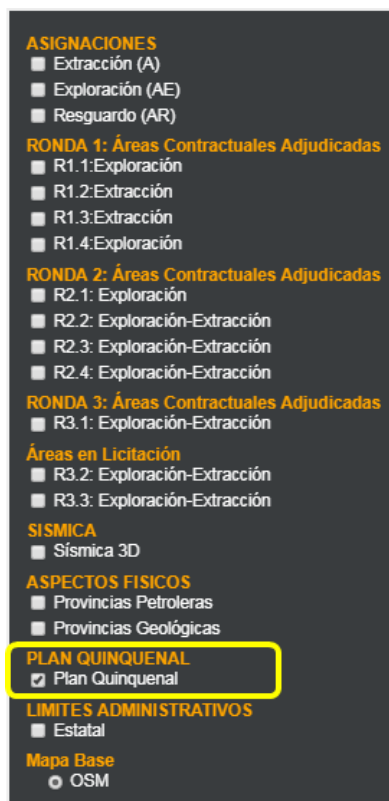 ASIGNACIONES
Extracción (A)
Exploración (AE)
Resguardo (AR)
RONDA 1: Áreas Contractuales Adjudicadas
R1.1:Exploración
R1.2:Extracción
R1.3:Extracción
R1.4:Exploración
RONDA 2: Áreas Contractuales Adjudicadas
R2.1: Exploración
R2.2: Exploración-Extracción
R2.3: Exploración-Extracción
R2.4: Exploración-Extracción
RONDA 3: Áreas Contractuales Adjudicadas
R3.1: Exploración-Extracción
Áreas en Licitación
R3.2: Exploración-Extracción
R3.3: Exploración-Extracción
SISMICA
Sísmica 3D
ASPECTOS FISICOS
Provincias Petroleras
Provincias Geológicas
PLAN QUINQUENAL
Plan Quinquenal
LIMITES ADMINISTRATIVOS
Estatal
Mapa Base
OSM